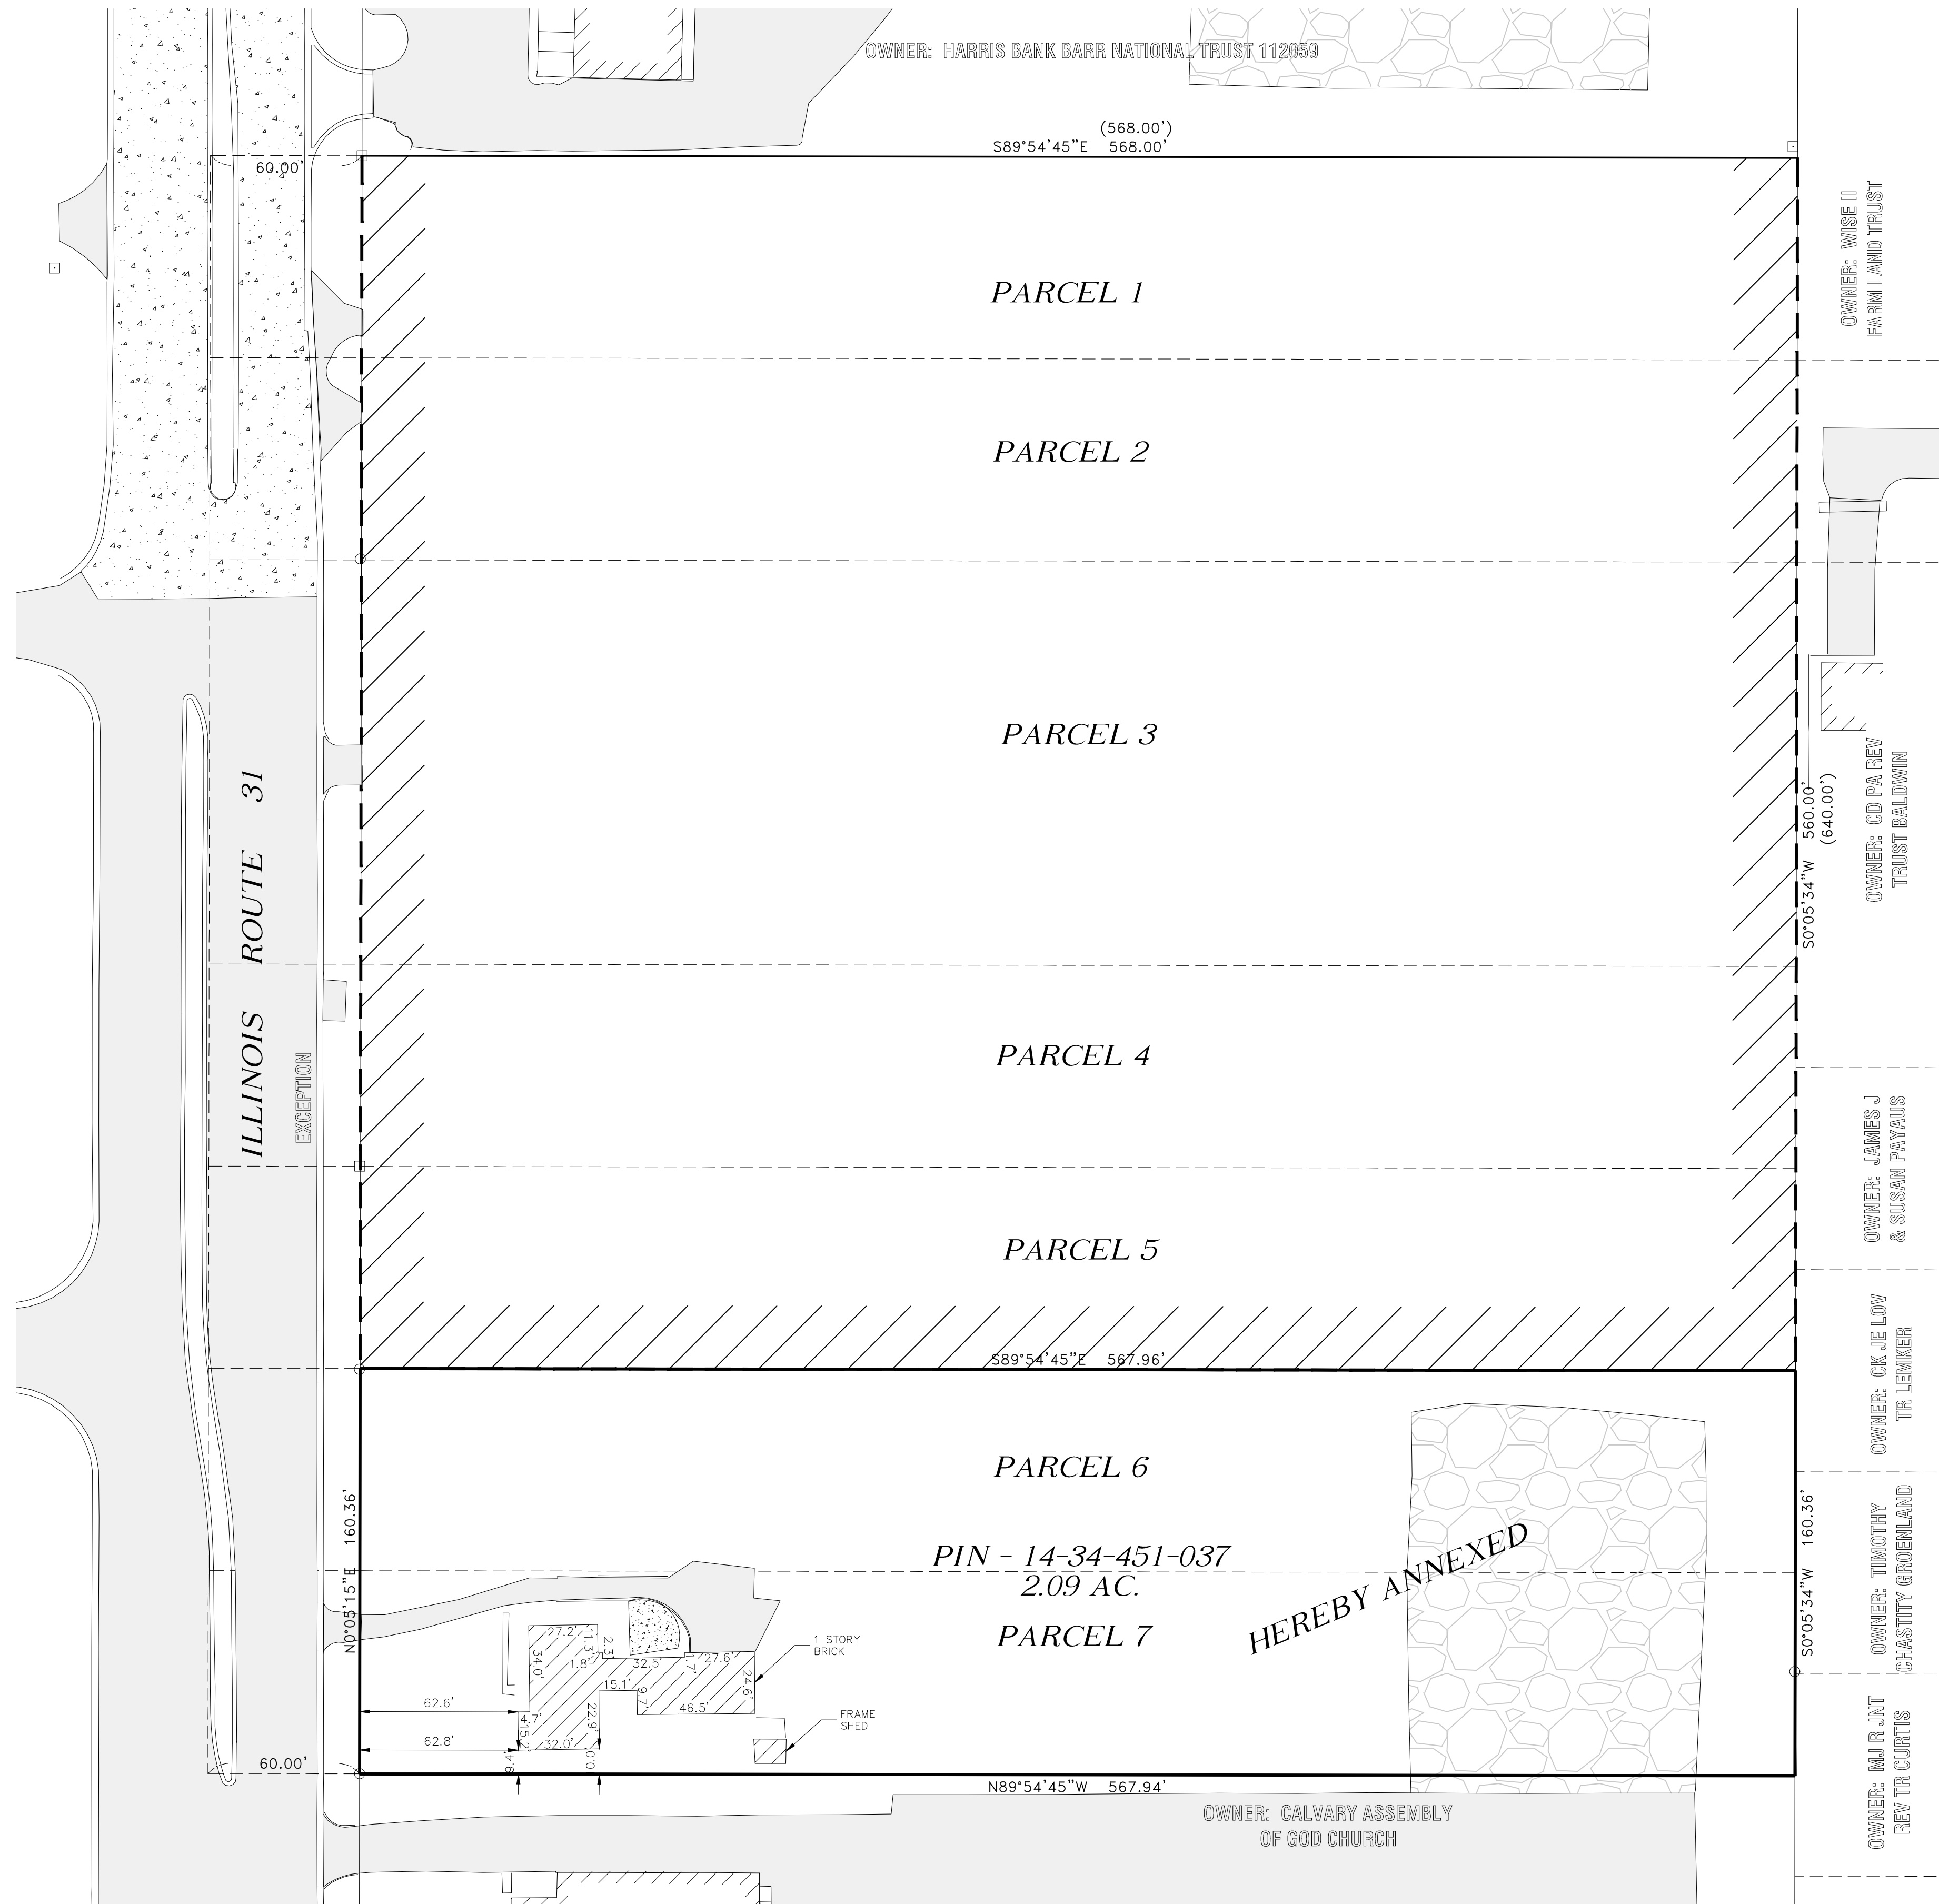 OWNER: HARRIS BANK BARR NATIONAL TRUST 112059
(568.00')
S89°54'45"E 568.00'
60.00'
OWNER: WISE II
FARM LAND TRUST
PARCEL 1
PARCEL 2
PARCEL 3
ILLINOIS ROUTE 31
EXCEPTION
S0°05'34"W 560.00'
(640.00')
OWNER: CD PA REV
TRUST BALDWIN
PARCEL 4
OWNER: JAMES J
& SUSAN PAYAUS
PARCEL 5
S89°54'45"E 567.96'
OWNER: CK JE LOV
TR LEMKER
PARCEL 6
N0°05'15"E 160.36'
PIN - 14-34-451-037
2.09 AC.
HEREBY ANNEXED
S0°05'34"W 160.36'
OWNER: TIMOTHY
CHASTITY GROENLAND
PARCEL 7
27.2'
11.3'
2.3'
34.0'
1.8'
32.5'
1.7'
27.6'
24.6'
1 STORY
BRICK
15.1'
9.7'
46.5'
62.6'
4.7'
15.2'
22.9'
32.0'
62.8'
FRAME
SHED
60.00'
N89°54'45"W 567.94'
OWNER: MJ R JNT
REV TR CURTIS
OWNER: CALVARY ASSEMBLY
OF GOD CHURCH